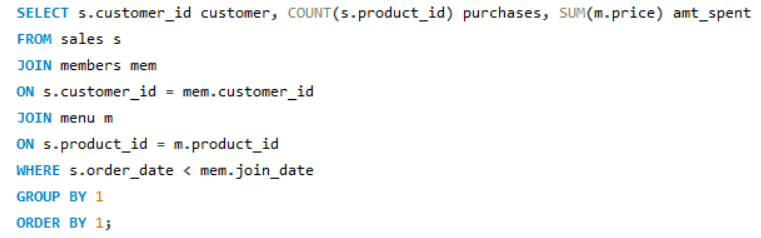 SELECT s.customer_id customer, COUNT(s.product_id) purchases, SUM(m.price) amt_spent
FROM sales s
JOIN members mem
ON s.customer_id = mem.customer_id
JOIN menu m
ON s.product_id = m.product_id
WHERE s.order_date < mem.join_date
GROUP BY 1
ORDER BY 1;